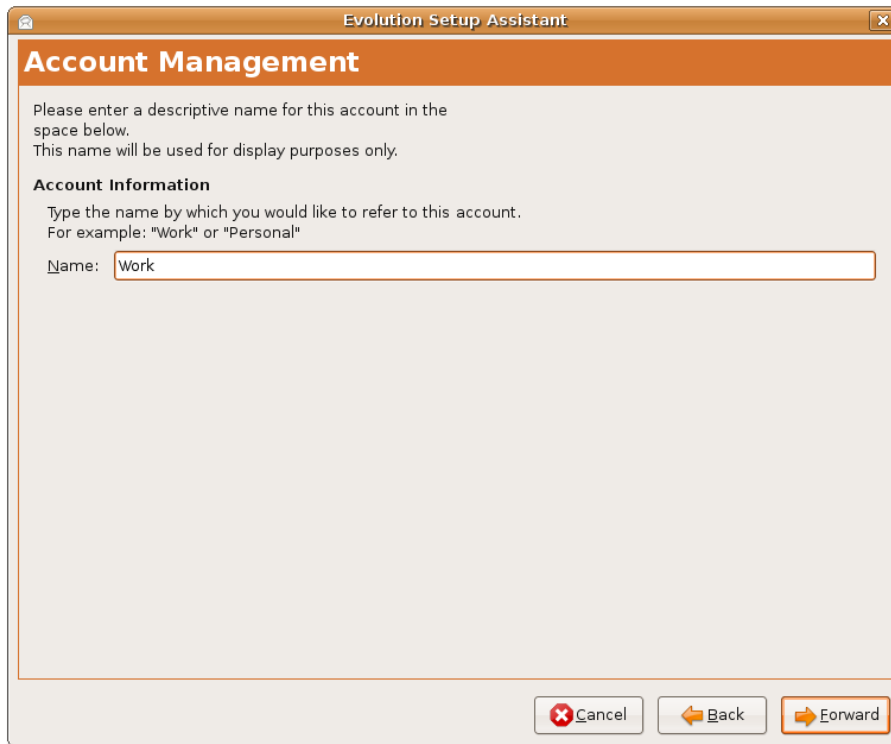 Evolution Setup Assistant
Account Management
Please enter a descriptive name for this account in the
space below.
This name will be used for display purposes only.
Account Information
Type the name by which you would like to refer to this account.
For example: "Work" or "Personal"
Name: Work
Cancel Back Forward